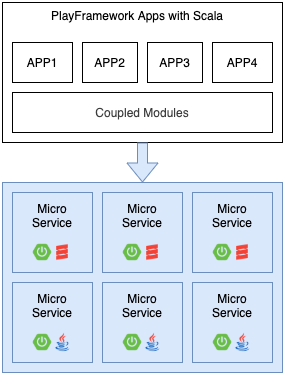 PlayFramework Apps with Scala
APP1 APP2 APP3 APP4
Coupled Modules
Micro Service Micro Service Micro Service
Micro Service Micro Service Micro Service